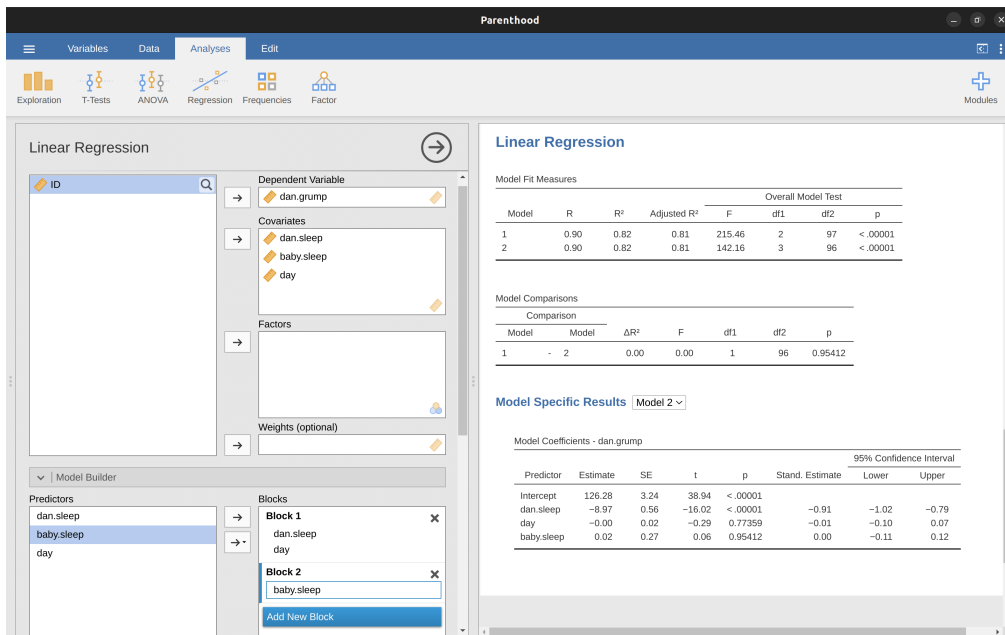 Parenthood
Variables Data Analyses Edit
Exploration T-Tests ANOVA Regression Frequencies Factor Modules
Linear Regression
ID
Dependent Variable
dan.grump
Covariates
dan.sleep
baby.sleep
day
Factors
Weights (optional)
Model Builder
Predictors
dan.sleep
baby.sleep
day
Blocks
Block 1
dan.sleep
day
Block 2
baby.sleep
Add New Block
Linear Regression
Model Fit Measures
Overall Model Test
Model R R² Adjusted R² F df1 df2 p
1 0.90 0.82 0.81 215.46 2 97 < .00001
2 0.90 0.82 0.81 142.16 3 96 < .00001
Model Comparisons
Comparison
Model Model ΔR² F df1 df2 p
1 - 2 0.00 0.00 1 96 0.95412
Model Specific Results Model 2
Model Coefficients - dan.grump
95% Confidence Interval
Predictor Estimate SE t p Stand. Estimate Lower Upper
Intercept 126.28 3.24 38.94 < .00001
dan.sleep −8.97 0.56 −16.02 < .00001 −0.91 −1.02 −0.79
day −0.00 0.02 −0.29 0.77359 −0.01 −0.10 0.07
baby.sleep 0.02 0.27 0.06 0.95412 0.00 −0.11 0.12